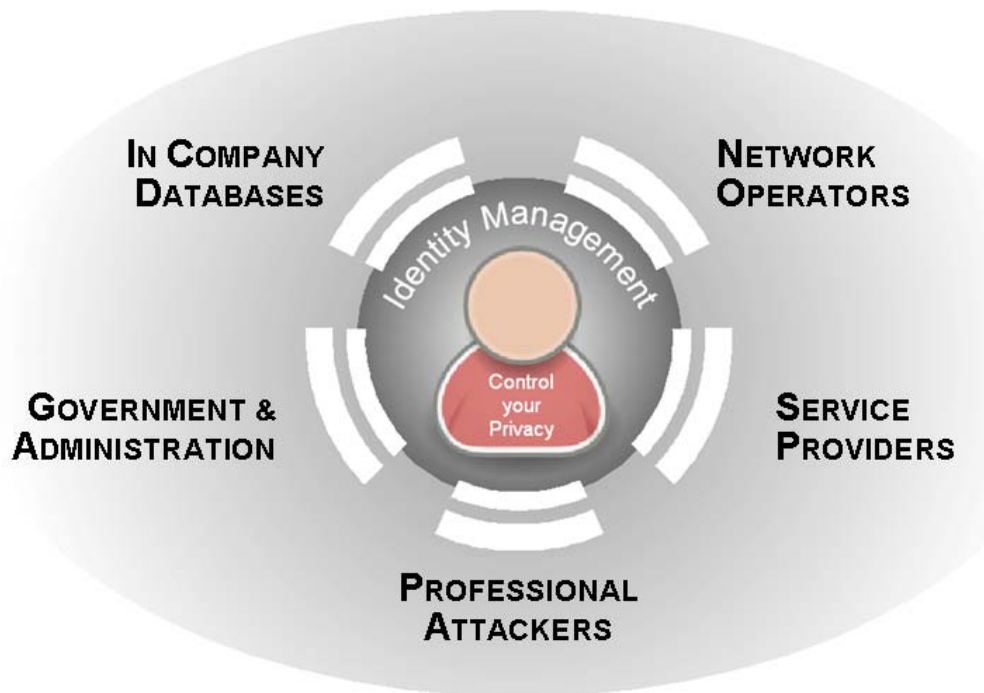 IN COMPANY
DATABASES
NETWORK
OPERATORS
Identity Management
Control
your
Privacy
GOVERNMENT &
ADMINISTRATION
SERVICE
PROVIDERS
PROFESSIONAL
ATTACKERS